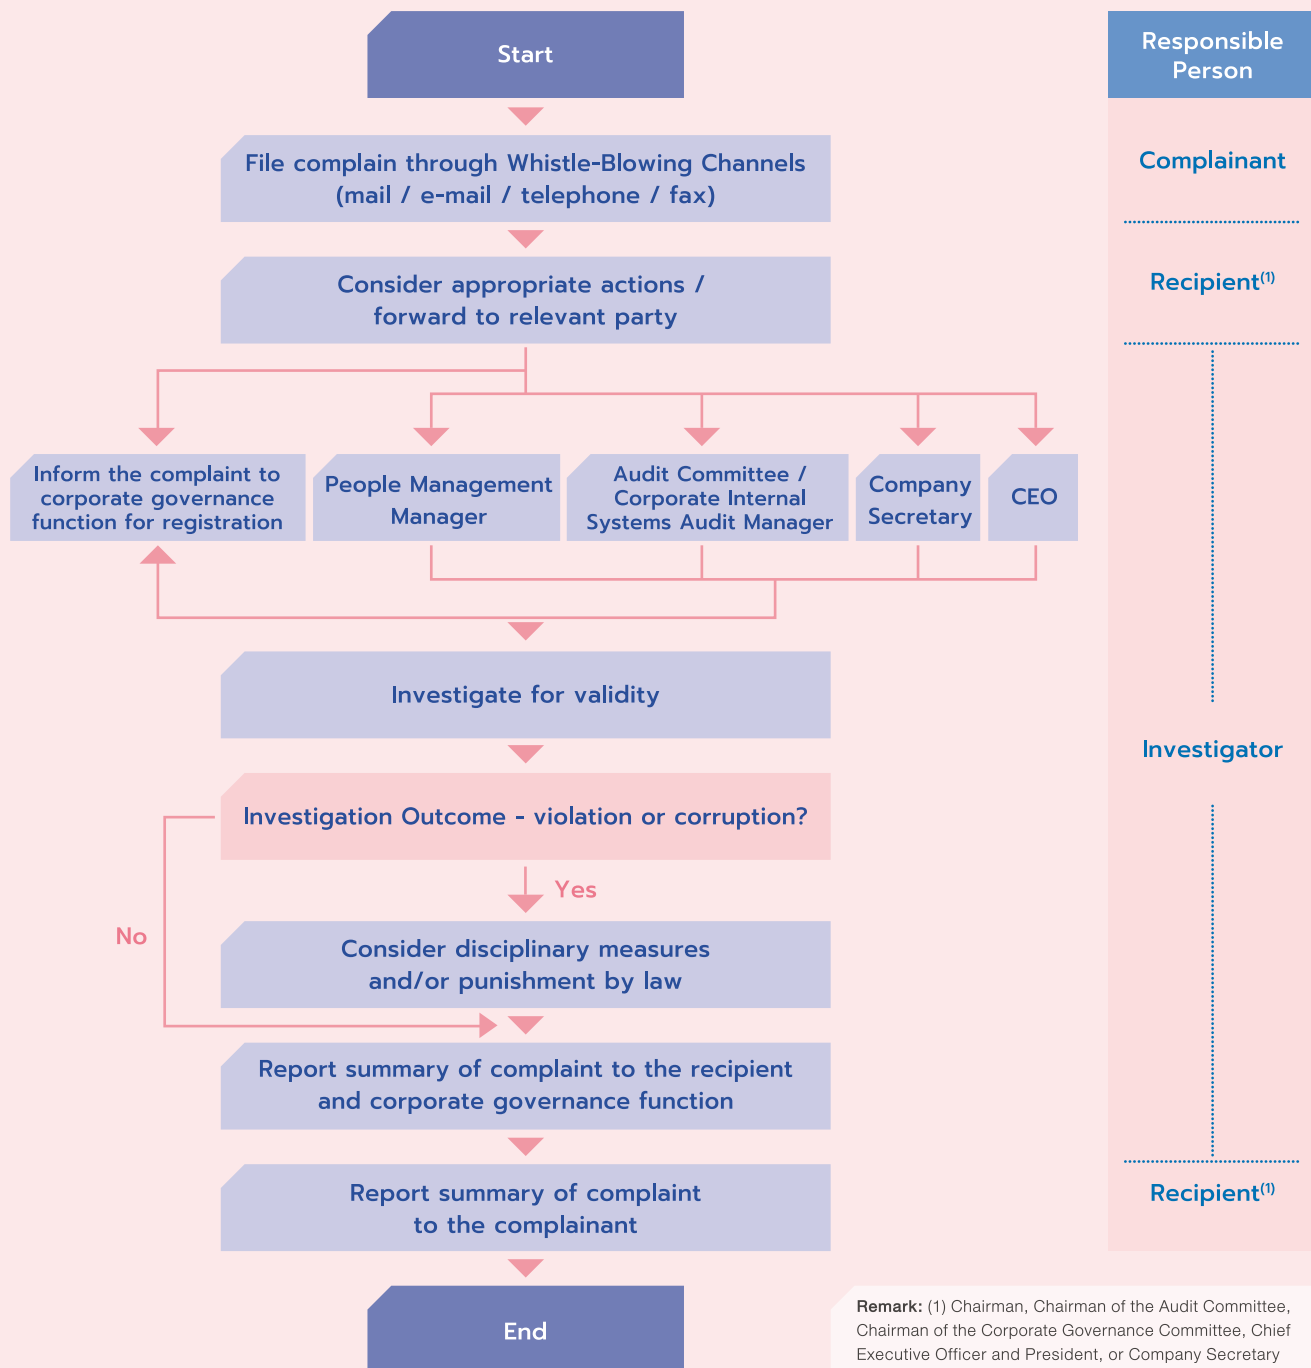 Start
Responsible
Person
File complain through Whistle-Blowing Channels
(mail / e-mail / telephone / fax)
Complainant
Consider appropriate actions /
forward to relevant party
Recipient(1)
Inform the complaint to
corporate governance
function for registration
People Management
Manager
Audit Committee /
Corporate Internal
Systems Audit Manager
Company
Secretary
CEO
Investigate for validity
Investigator
Investigation Outcome - violation or corruption?
Yes
No
Consider disciplinary measures
and/or punishment by law
Report summary of complaint to the recipient
and corporate governance function
Report summary of complaint
to the complainant
Recipient(1)
End
Remark: (1) Chairman, Chairman of the Audit Committee,
Chairman of the Corporate Governance Committee, Chief
Executive Officer and President, or Company Secretary